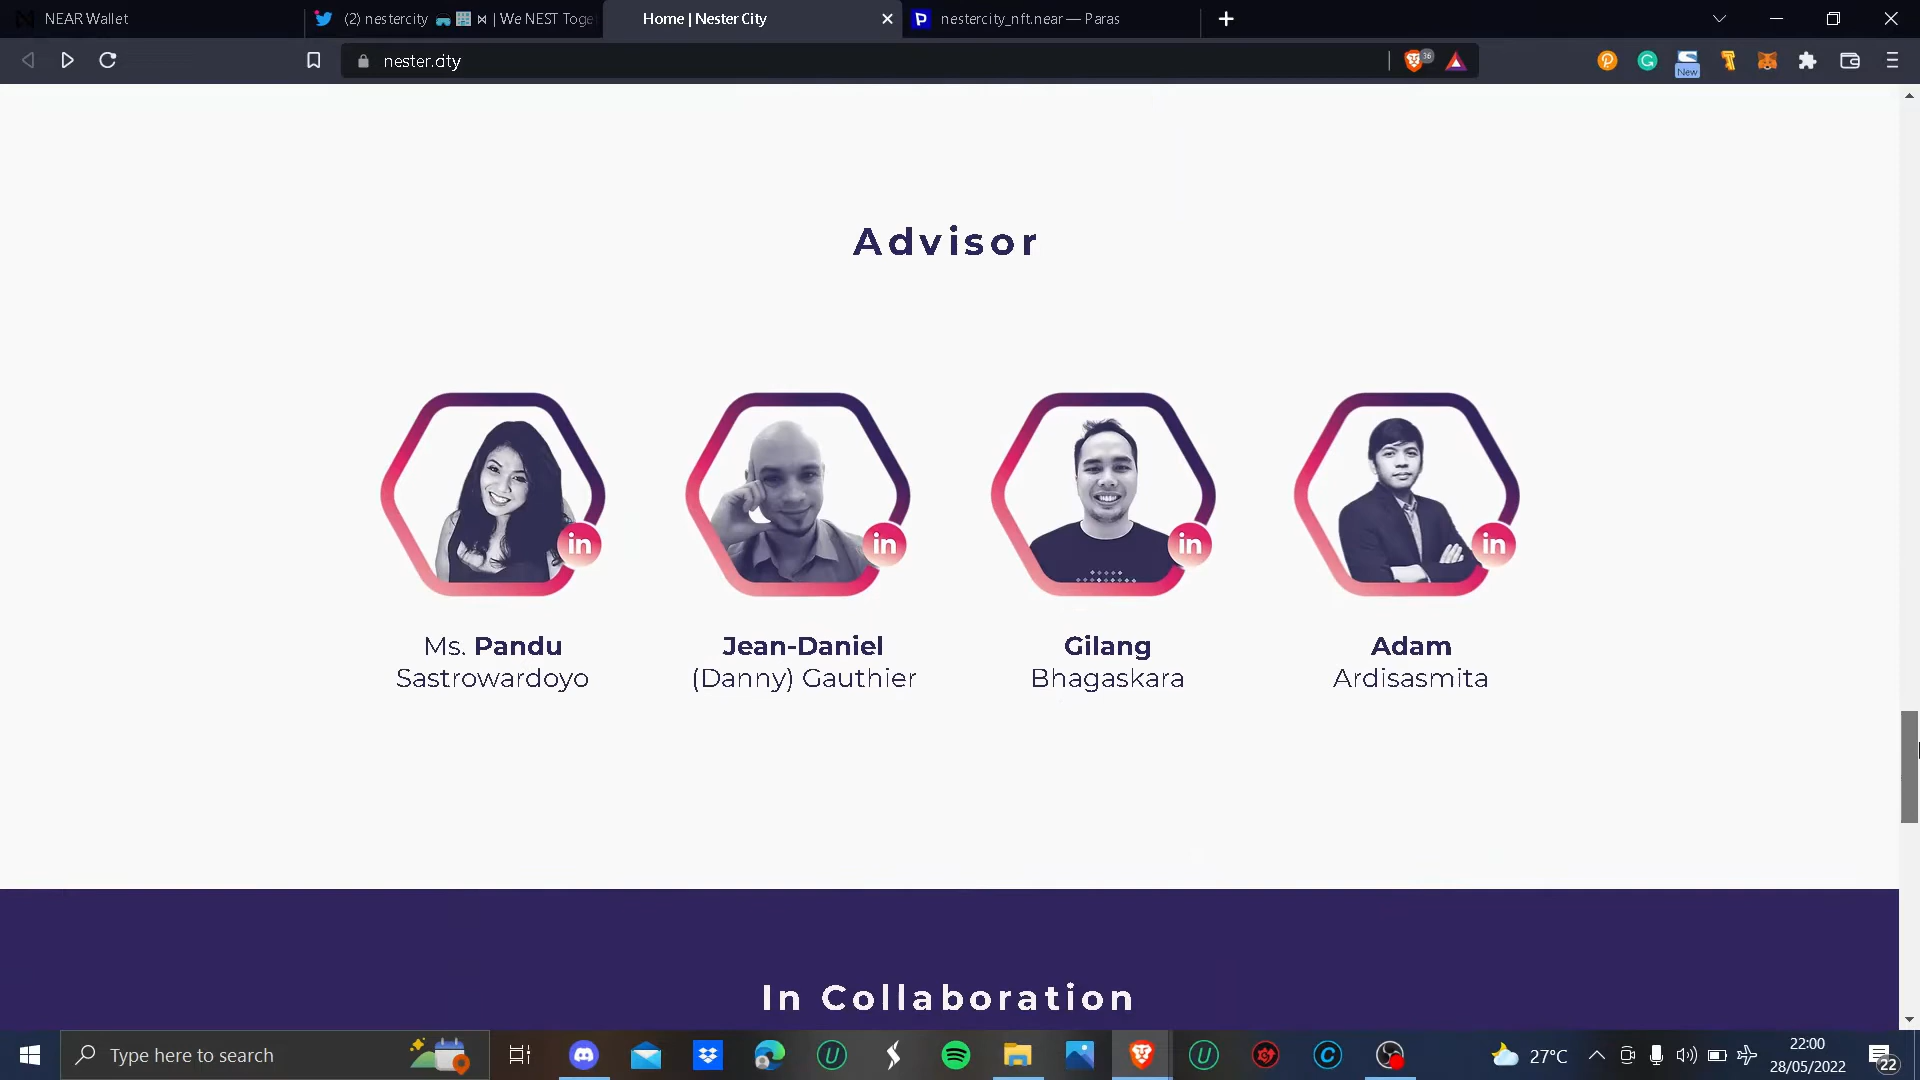 NEAR Wallet
(2) nestercity | We NEST Toge
Home | Nester City
nestercity_nft.near — Paras
nester.city
36
New
Advisor
in
in
in
in
Ms. Pandu
Sastrowardoyo
Jean-Daniel
(Danny) Gauthier
Gilang
Bhagaskara
Adam
Ardisasmita
In Collaboration
Type here to search
27°C
22:00
28/05/2022
22